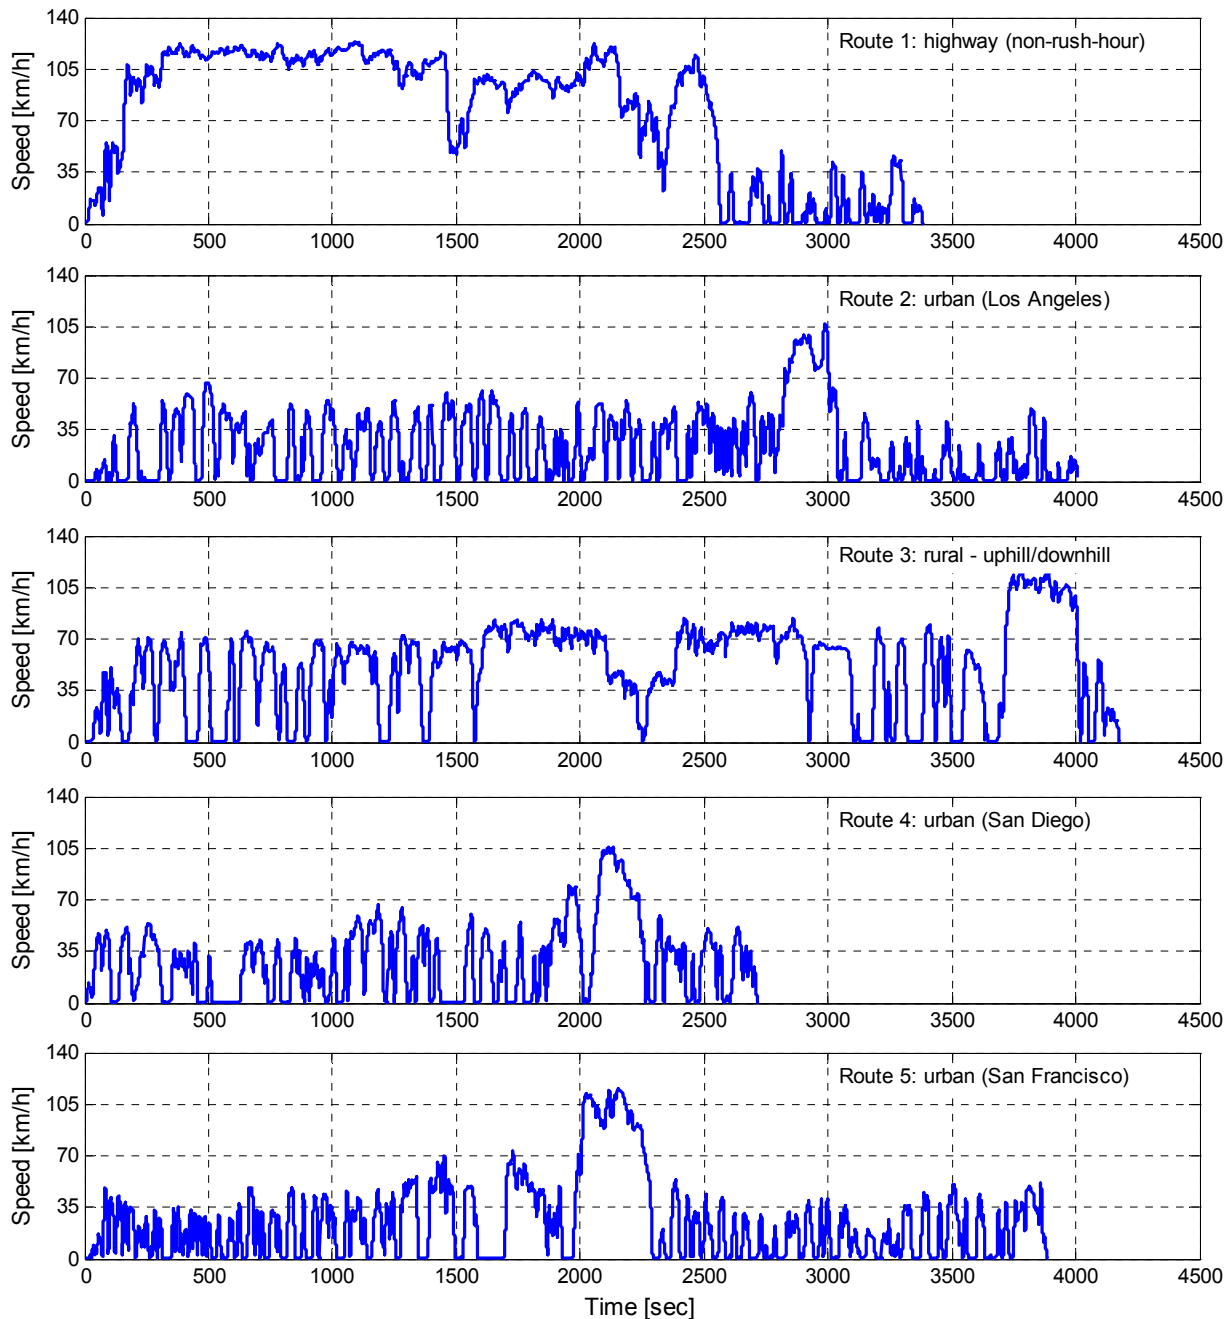 140
105
70
35
0
Speed [km/h]
Route 1: highway (non-rush-hour)
0 500 1000 1500 2000 2500 3000 3500 4000 4500
140
105
70
35
0
Speed [km/h]
Route 2: urban (Los Angeles)
0 500 1000 1500 2000 2500 3000 3500 4000 4500
140
105
70
35
0
Speed [km/h]
Route 3: rural - uphill/downhill
0 500 1000 1500 2000 2500 3000 3500 4000 4500
140
105
70
35
0
Speed [km/h]
Route 4: urban (San Diego)
0 500 1000 1500 2000 2500 3000 3500 4000 4500
140
105
70
35
0
Speed [km/h]
Route 5: urban (San Francisco)
0 500 1000 1500 2000 2500 3000 3500 4000 4500
Time [sec]